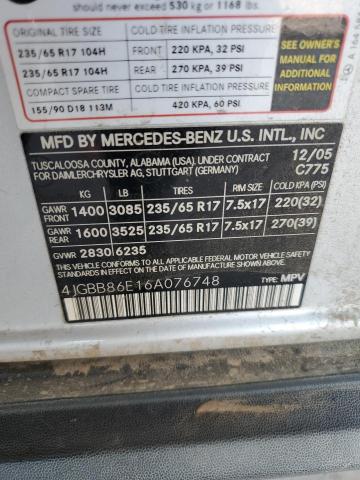 should never exceed 530 kg or 1168 lbs.
ORIGINAL TIRE SIZE COLD TIRE INFLATION PRESSURE
235/65 R17 104H FRONT 220 KPA, 32 PSI
235/65 R17 104H REAR 270 KPA, 39 PSI
COMPACT SPARE TIRE COLD TIRE INFLATION PRESSURE
155/90 D18 113M 420 KPA, 60 PSI
SEE OWNER'S
MANUAL FOR
ADDITIONAL
INFORMATION
MFD BY MERCEDES-BENZ U.S. INTL., INC
TUSCALOOSA COUNTY, ALABAMA (USA). UNDER CONTRACT 12/05
FOR DAIMLERCHRYSLER AG, STUTTGART (GERMANY) C775
KG LB TIRES RIM SIZE COLD KPA (PSI)
GAWR FRONT 1400 3085 235/65 R17 7.5x17 220(32)
GAWR REAR 1600 3525 235/65 R17 7.5x17 270(39)
GVWR 2830 6235
THIS VEHICLE CONFORMS TO ALL APPLICABLE U.S. FEDERAL MOTOR VEHICLE SAFETY
STANDARDS IN EFFECT ON THE DATE OF MANUFACTURE SHOWN ABOVE.
4JGBB86E16A076748 TYPE: MPV